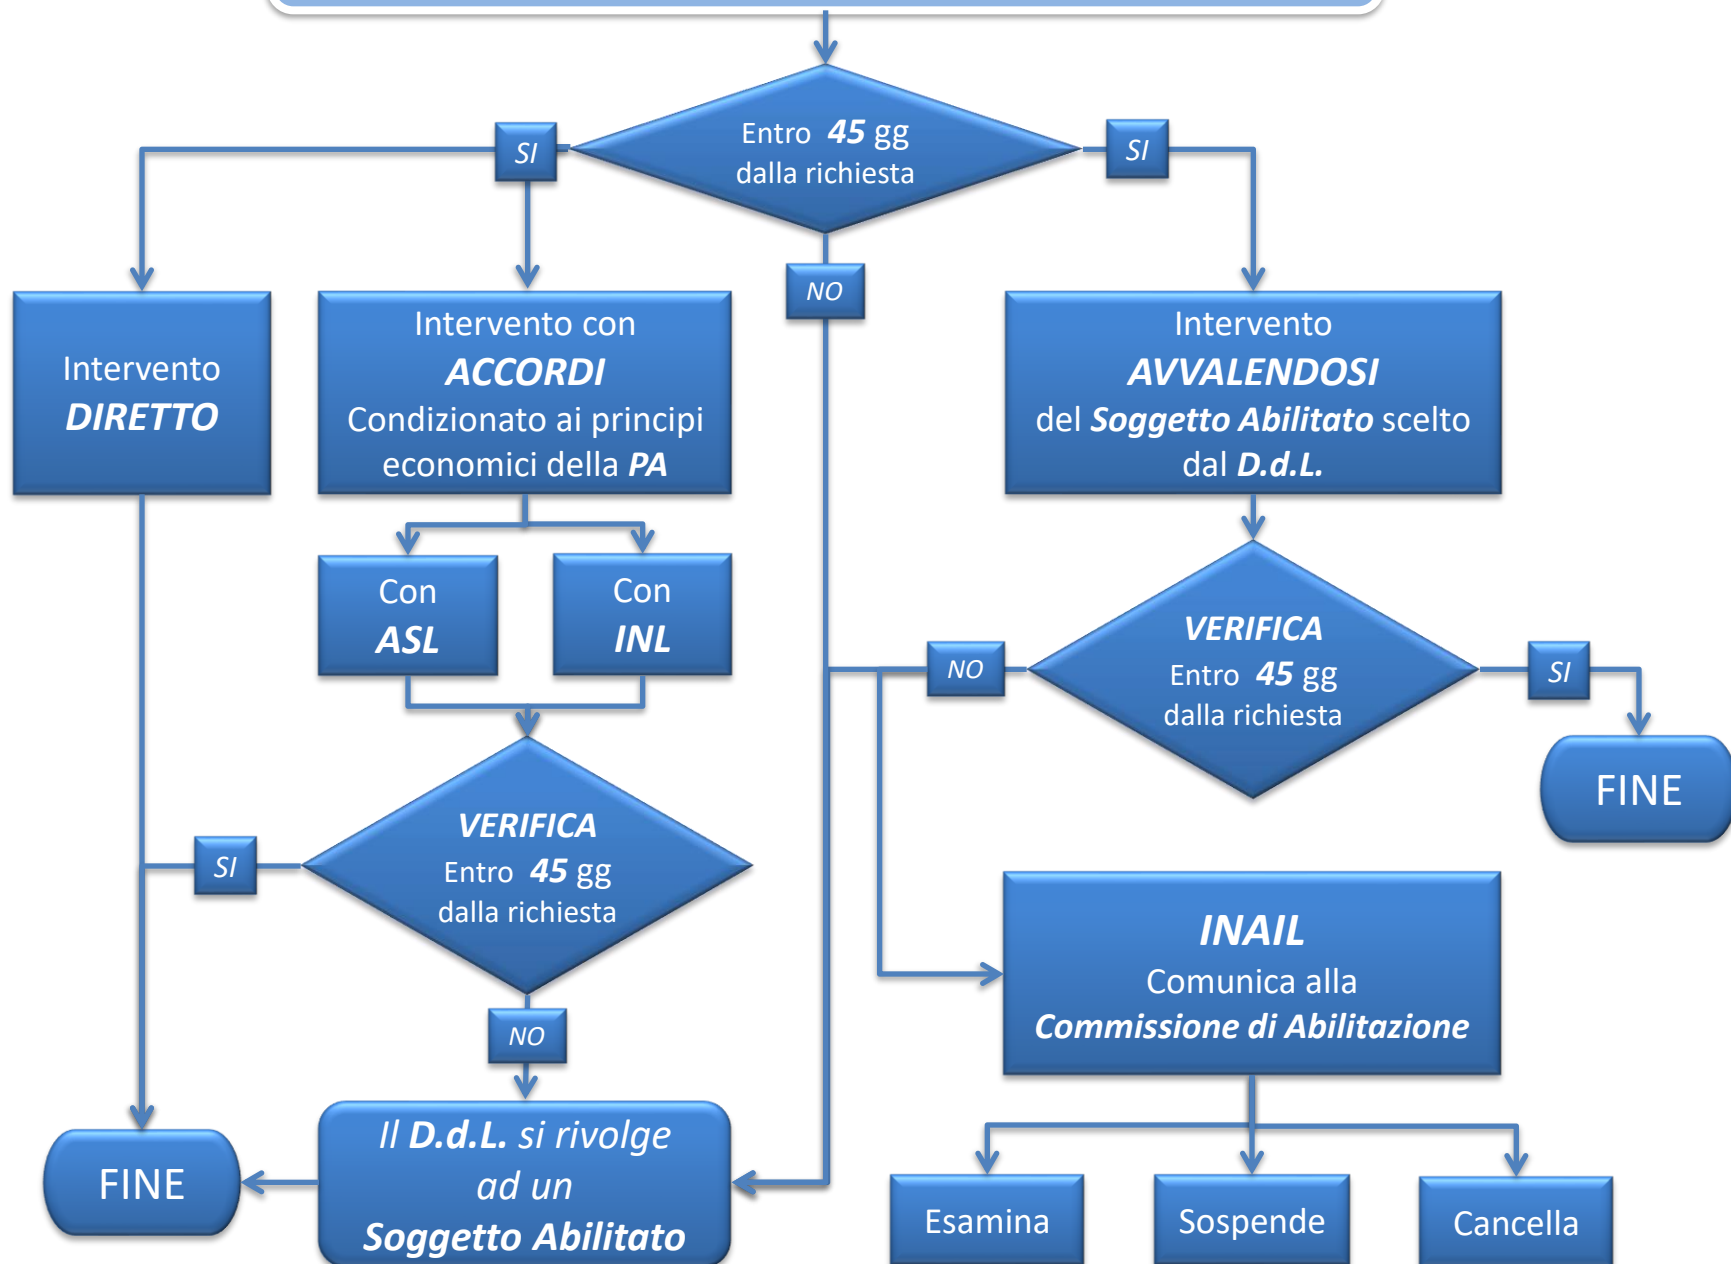 Entro 45 gg
dalla richiesta
SI
SI
NO
Intervento
DIRETTO
Intervento con
ACCORDI
Condizionato ai principi
economici della PA
Intervento
AVVALENDOSI
del Soggetto Abilitato scelto
dal D.d.L.
Con
ASL
Con
INL
VERIFICA
Entro 45 gg
dalla richiesta
NO
SI
FINE
VERIFICA
Entro 45 gg
dalla richiesta
SI
NO
INAIL
Comunica alla
Commissione di Abilitazione
FINE
Il D.d.L. si rivolge
ad un
Soggetto Abilitato
Esamina
Sospende
Cancella